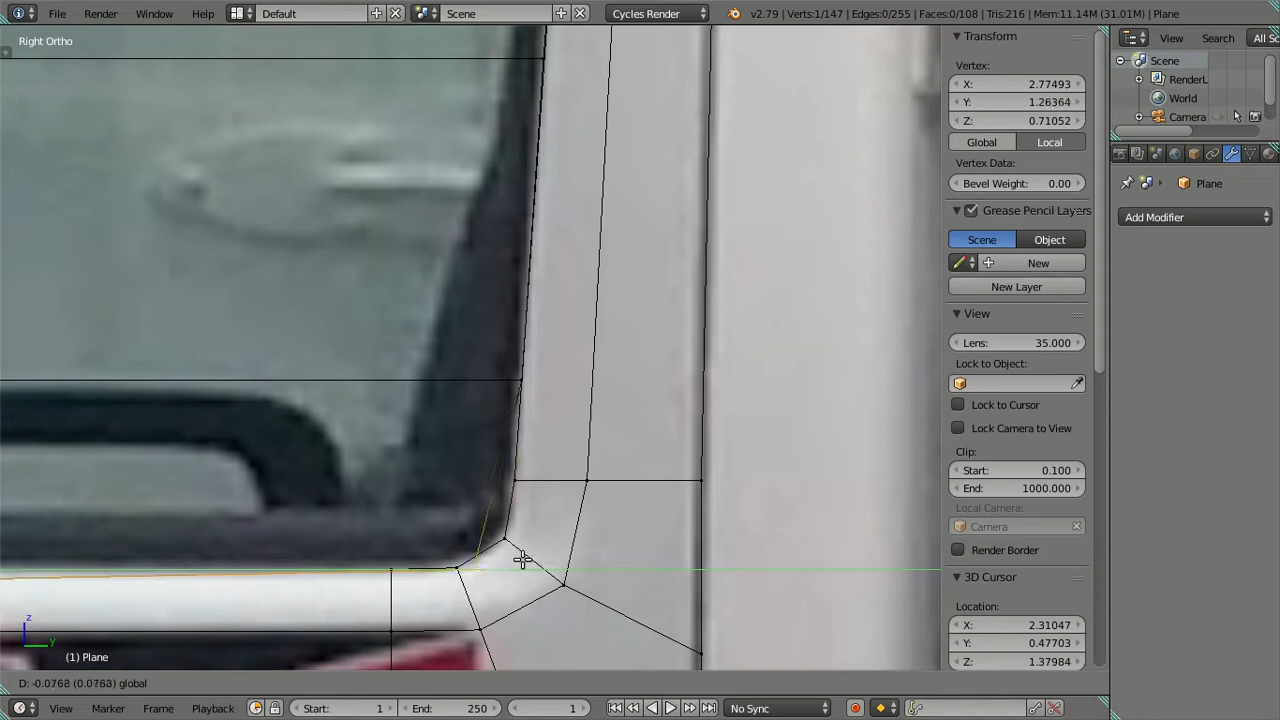 File Render Window Help Default Scene Cycles Render v2.79 | Verts:1/147 | Edges:0/255 | Faces:0/108 | Tris:216 | Mem:11.14M (31.01M) | Plane
Right Ortho
Transform
Vertex:
X: 2.77493
Y: 1.26364
Z: 0.71052
Global Local
Vertex Data:
Bevel Weight: 0.00
Grease Pencil Layers
Scene Object
New
New Layer
View
Lens: 35.000
Lock to Object:
Lock to Cursor
Lock Camera to View
Clip:
Start: 0.100
End: 1000.000
Local Camera:
Camera
Render Border
3D Cursor
Location:
X: 2.31047
Y: 0.47703
Z: 1.37984
View Search All Sc
Scene
RenderL
World
Camera
Plane
Add Modifier
z
y
(1) Plane
D: -0.0768 (0.0768) global
View Marker Frame Playback Start: 1 End: 250 1 No Sync